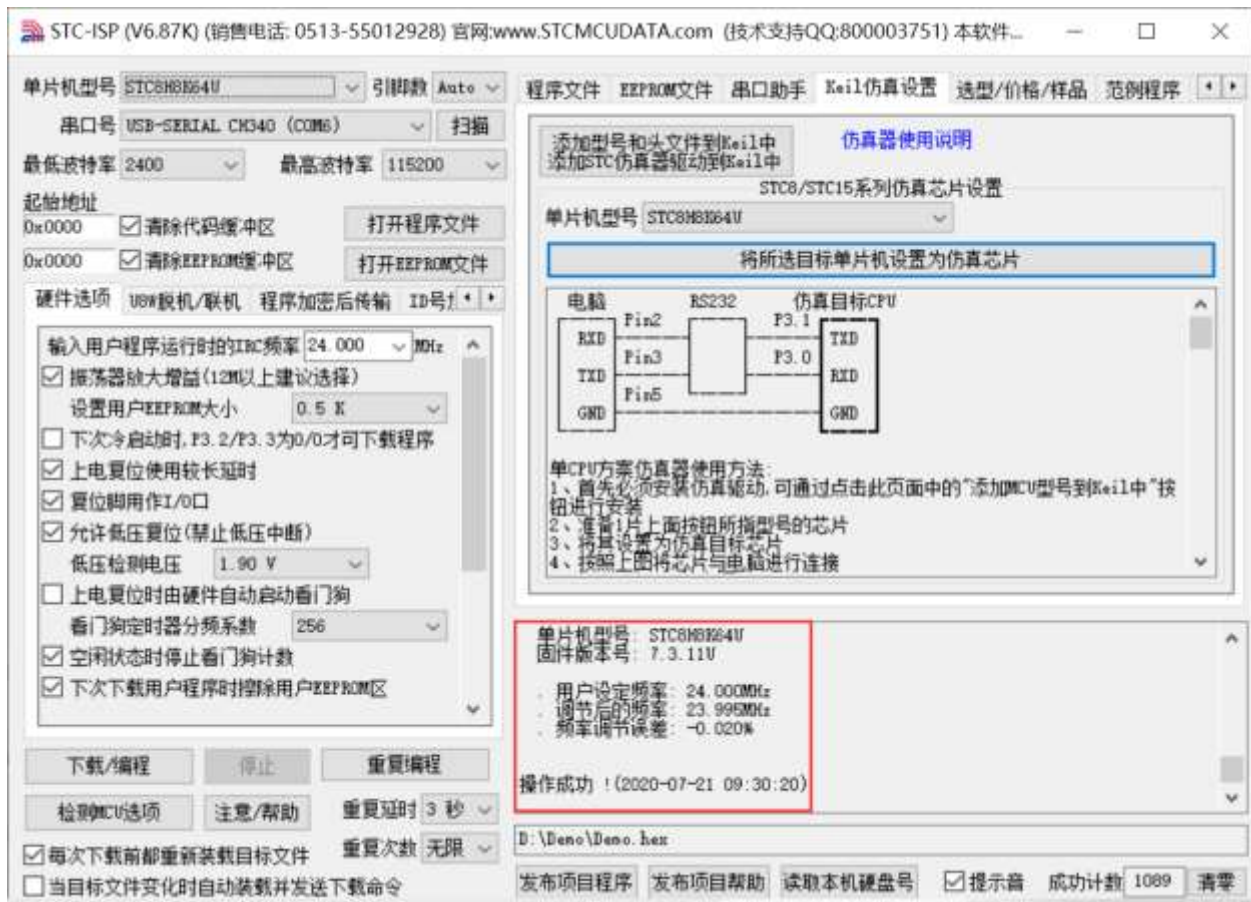 STC-ISP (V6.87K) (销售电话: 0513-55012928) 官网:www.STCMCUDATA.com (技术支持QQ:800003751) 本软件...
单片机型号 STC8H8K64U 引脚数 Auto
串口号 USB-SERIAL CH340 (COM6) 扫描
最低波特率 2400 最高波特率 115200
起始地址
0x0000 清除代码缓冲区 打开程序文件
0x0000 清除EEPROM缓冲区 打开EEPROM文件
硬件选项 U8W脱机/联机 程序加密后传输 ID号
输入用户程序运行时的IRC频率 24.000 MHz
振荡器放大增益(12M以上建议选择)
设置用户EEPROM大小 0.5 K
下次冷启动时,P3.2/P3.3为0/0才可下载程序
上电复位使用较长延时
复位脚用作I/O口
允许低压复位(禁止低压中断)
低压检测电压 1.90 V
上电复位时由硬件自动启动看门狗
看门狗定时器分频系数 256
空闲状态时停止看门狗计数
下次下载用户程序时擦除用户EEPROM区
下载/编程 停止 重复编程
检测MCU选项 注意/帮助 重复延时 3 秒
每次下载前都重新装载目标文件 重复次数 无限
当目标文件变化时自动装载并发送下载命令
程序文件 EEPROM文件 串口助手 Keil仿真设置 选型/价格/样品 范例程序
添加型号和头文件到Keil中
添加STC仿真器驱动到Keil中
仿真器使用说明
STC8/STC15系列仿真芯片设置
单片机型号 STC8H8K64U
将所选目标单片机设置为仿真芯片
电脑 RS232 仿真目标CPU
Pin2 P3.1
RXD TXD
Pin3 P3.0
TXD RXD
Pin5
GND GND
单CPU方案仿真器使用方法:
1、首先必须安装仿真驱动,可通过点击此页面中的"添加MCU型号到Keil中"按
钮进行安装
2、准备1片上面按钮所指型号的芯片
3、将其设置为仿真目标芯片
4、按照上图将芯片与电脑进行连接
单片机型号: STC8H8K64U
固件版本号: 7.3.11U
. 用户设定频率: 24.000MHz
. 调节后的频率: 23.995MHz
. 频率调节误差: -0.020%
操作成功 !(2020-07-21 09:30:20)
D:\Demo\Demo.hex
发布项目程序 发布项目帮助 读取本机硬盘号 提示音 成功计数 1089 清零